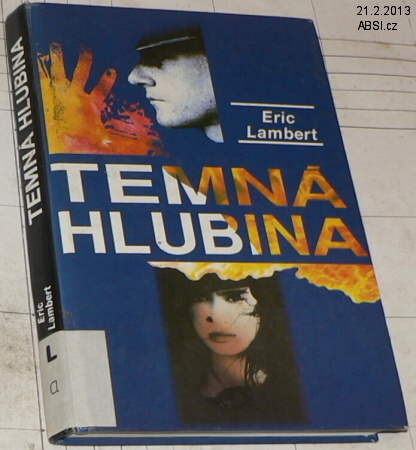 21.2.2013
ABSI.cz
Eric
Lambert
TEMNÁ
HLUBINA
TEMNÁ HLUBINA
Eric
Lambert
L